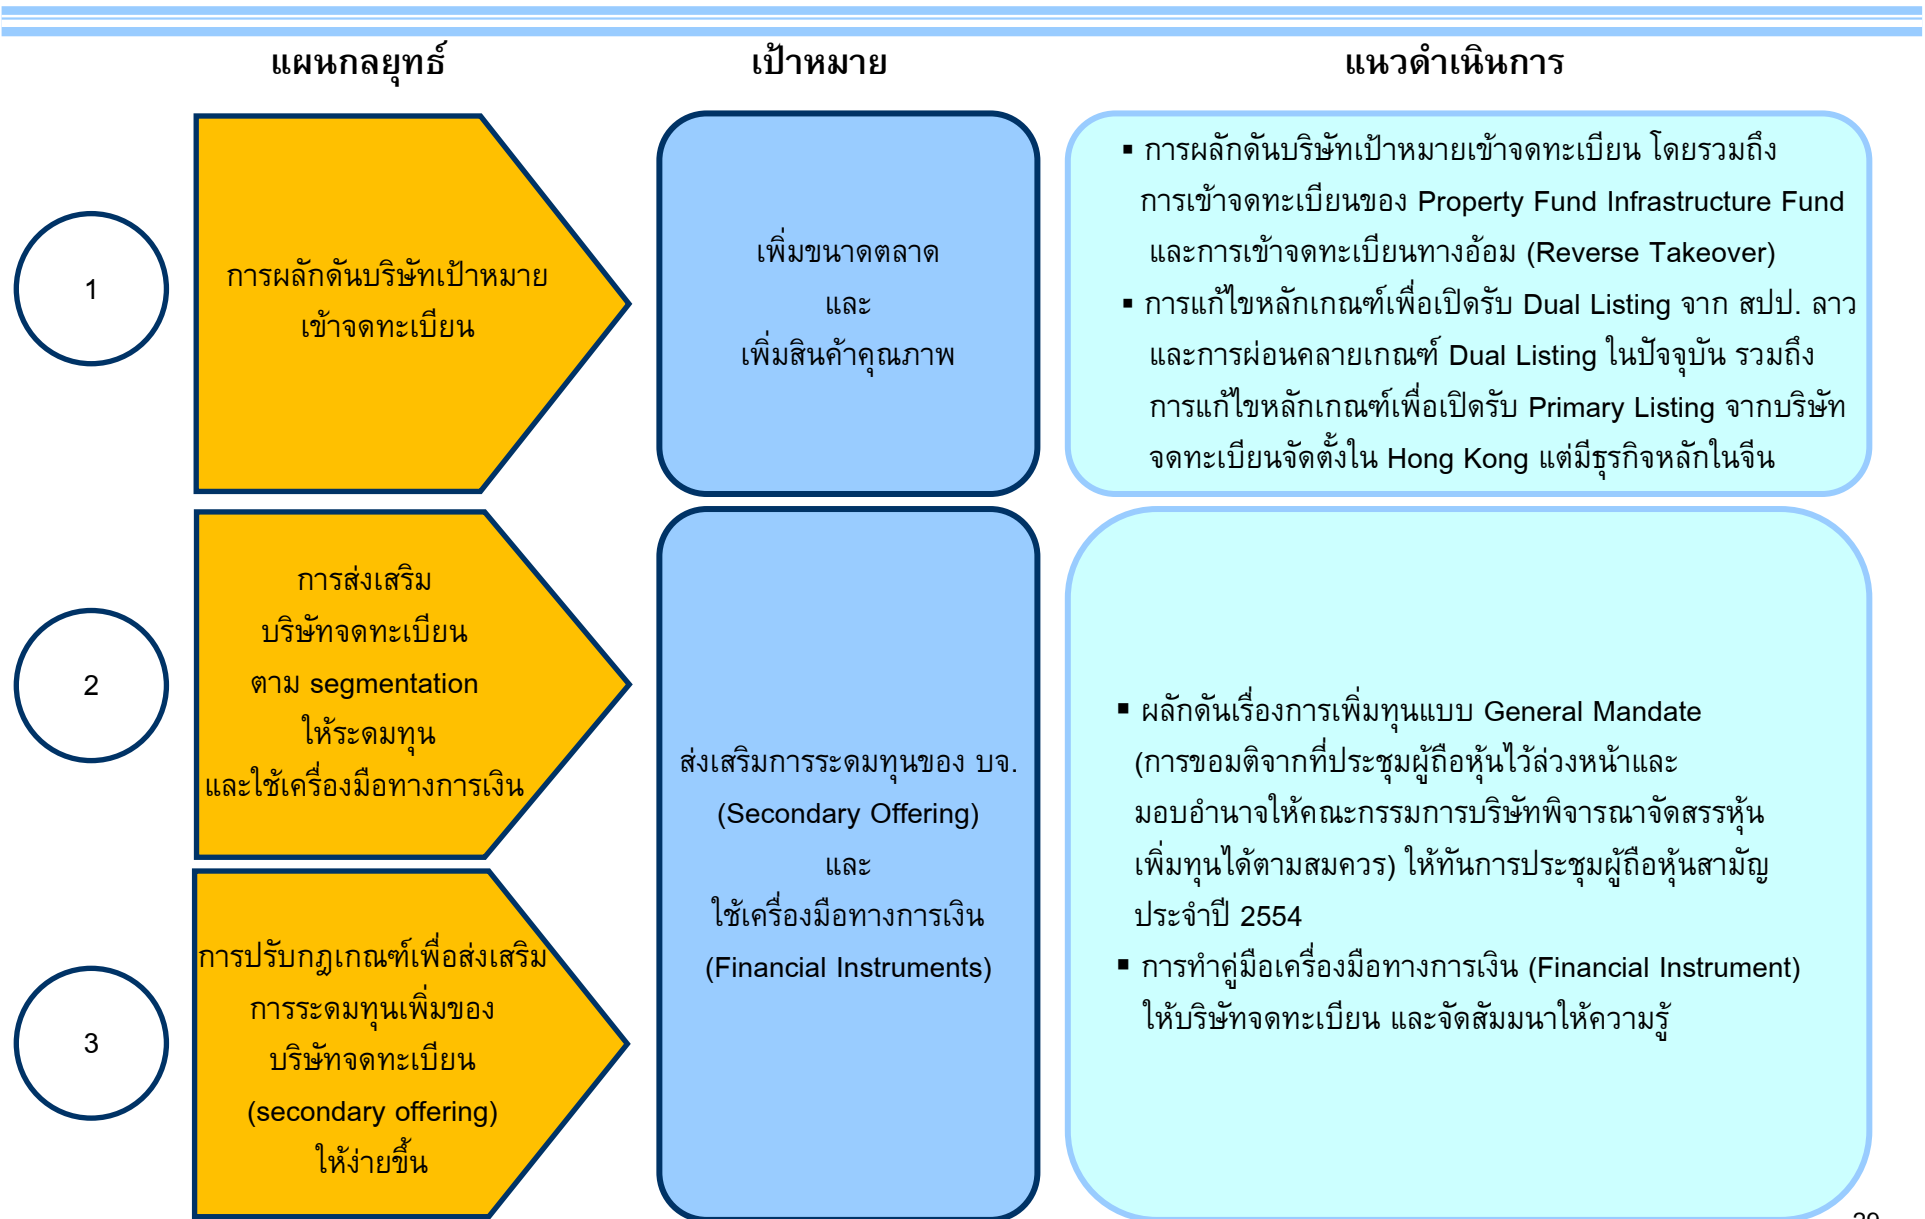 แผนกลยุทธ์
เป้าหมาย
แนวดำเนินการ
1
การผลักดันบริษัทเป้าหมาย
เข้าจดทะเบียน
เพิ่มขนาดตลาด
และ
เพิ่มสินค้าคุณภาพ
▪ การผลักดันบริษัทเป้าหมายเข้าจดทะเบียน โดยรวมถึง
การเข้าจดทะเบียนของ Property Fund Infrastructure Fund
และการเข้าจดทะเบียนทางอ้อม (Reverse Takeover)
▪ การแก้ไขหลักเกณฑ์เพื่อเปิดรับ Dual Listing จาก สปป. ลาว
และการผ่อนคลายเกณฑ์ Dual Listing ในปัจจุบัน รวมถึง
การแก้ไขหลักเกณฑ์เพื่อเปิดรับ Primary Listing จากบริษัท
จดทะเบียนจัดตั้งใน Hong Kong แต่มีธุรกิจหลักในจีน
2
การส่งเสริม
บริษัทจดทะเบียน
ตาม segmentation
ให้ระดมทุน
และใช้เครื่องมือทางการเงิน
3
การปรับกฎเกณฑ์เพื่อส่งเสริม
การระดมทุนเพิ่มของ
บริษัทจดทะเบียน
(secondary offering)
ให้ง่ายขึ้น
ส่งเสริมการระดมทุนของ บจ.
(Secondary Offering)
และ
ใช้เครื่องมือทางการเงิน
(Financial Instruments)
▪ ผลักดันเรื่องการเพิ่มทุนแบบ General Mandate
(การขอมติจากที่ประชุมผู้ถือหุ้นไว้ล่วงหน้าและ
มอบอำนาจให้คณะกรรมการบริษัทพิจารณาจัดสรรหุ้น
เพิ่มทุนได้ตามสมควร) ให้ทันการประชุมผู้ถือหุ้นสามัญ
ประจำปี 2554
▪ การทำคู่มือเครื่องมือทางการเงิน (Financial Instrument)
ให้บริษัทจดทะเบียน และจัดสัมมนาให้ความรู้